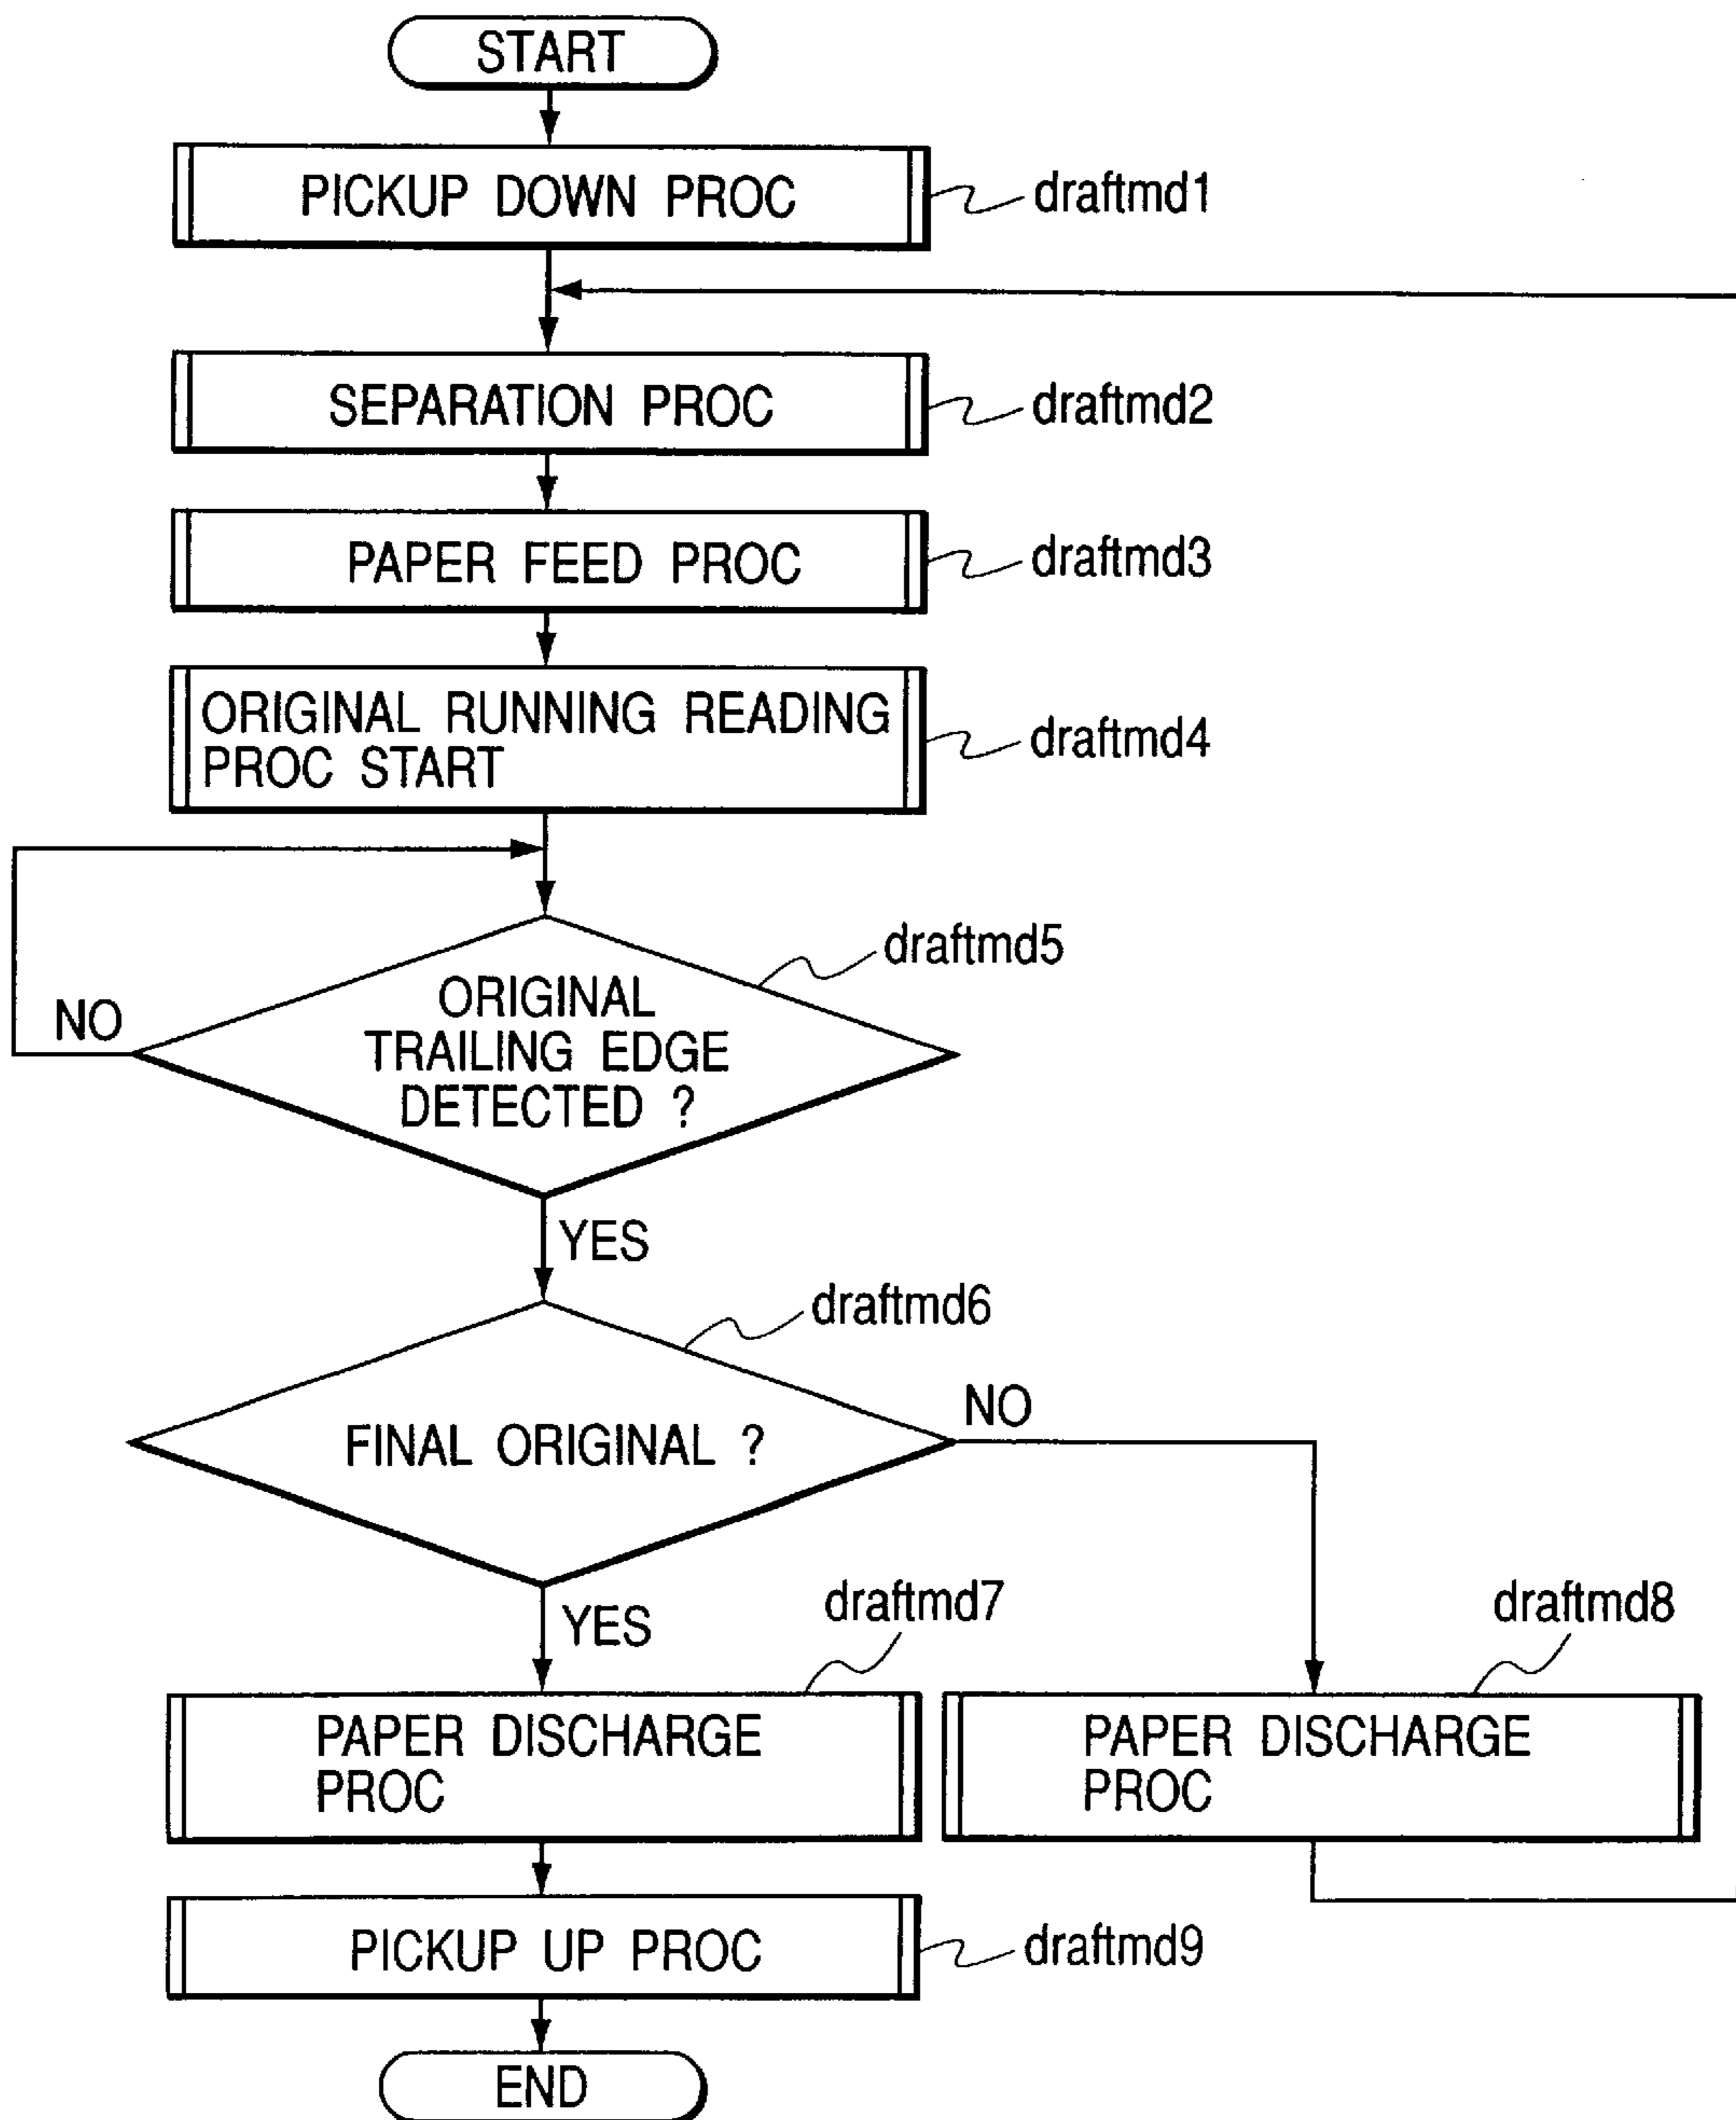 START
PICKUP DOWN PROC
draftmd1
SEPARATION PROC
draftmd2
PAPER FEED PROC
draftmd3
ORIGINAL RUNNING READING
PROC START
draftmd4
draftmd5
ORIGINAL
TRAILING EDGE
DETECTED ?
NO
YES
draftmd6
FINAL ORIGINAL ?
NO
YES
draftmd7
PAPER DISCHARGE
PROC
draftmd8
PAPER DISCHARGE
PROC
PICKUP UP PROC
draftmd9
END